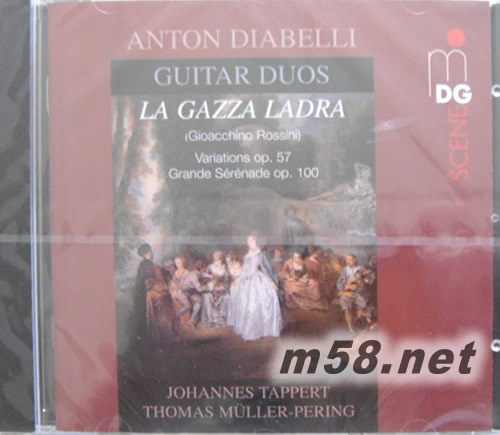 ANTON DIABELLI
GUITAR DUOS
LA GAZZA LADRA
(Gioacchino Rossini)
Variations op. 57
Grande Sérénade op. 100
mDG
SCENE
m58.net
JOHANNES TAPPERT
THOMAS MÜLLER-PERING